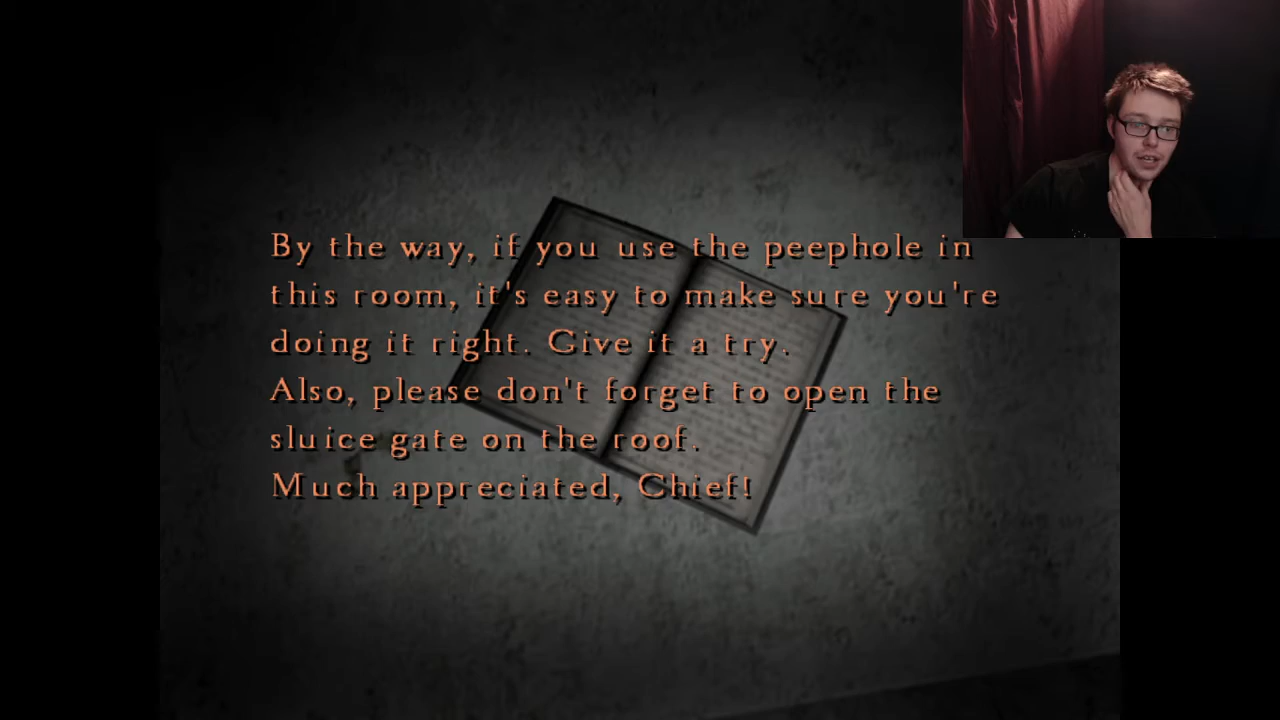 By the way, if you use the peephole in
this room, it's easy to make sure you're
doing it right. Give it a try.
Also, please don't forget to open the
sluice gate on the roof.
Much appreciated, Chief!